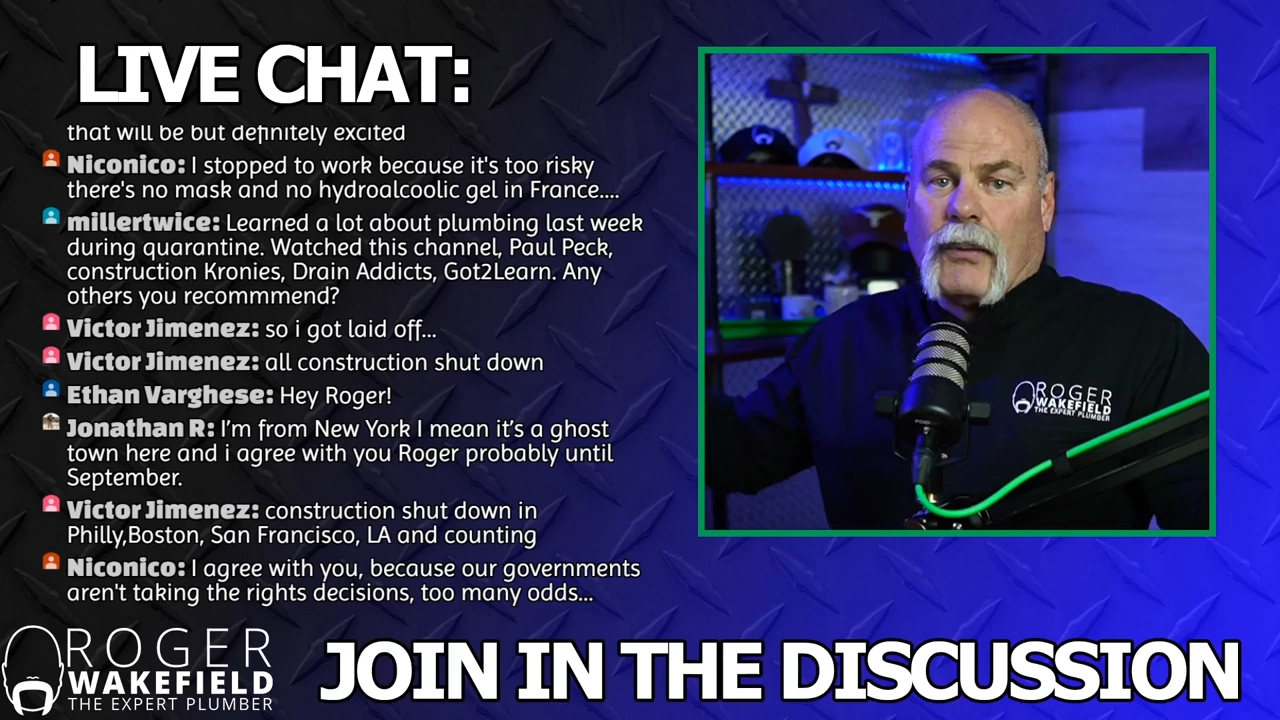 LIVE CHAT:
that will be but definitely excited
Niconico: I stopped to work because it's too risky
there's no mask and no hydroalcoolic gel in France....
millertwice: Learned a lot about plumbing last week
during quarantine. Watched this channel, Paul Peck,
construction Kronies, Drain Addicts, Got2Learn. Any
others you recommmend?
Victor Jimenez: so i got laid off...
Victor Jimenez: all construction shut down
Ethan Varghese: Hey Roger!
Jonathan R: I'm from New York I mean it's a ghost
town here and i agree with you Roger probably until
September.
Victor Jimenez: construction shut down in
Philly,Boston, San Francisco, LA and counting
Niconico: I agree with you, because our governments
aren't taking the rights decisions, too many odds...
ROGER
WAKEFIELD
THE EXPERT PLUMBER
ROGER
WAKEFIELD
THE EXPERT PLUMBER
JOIN IN THE DISCUSSION